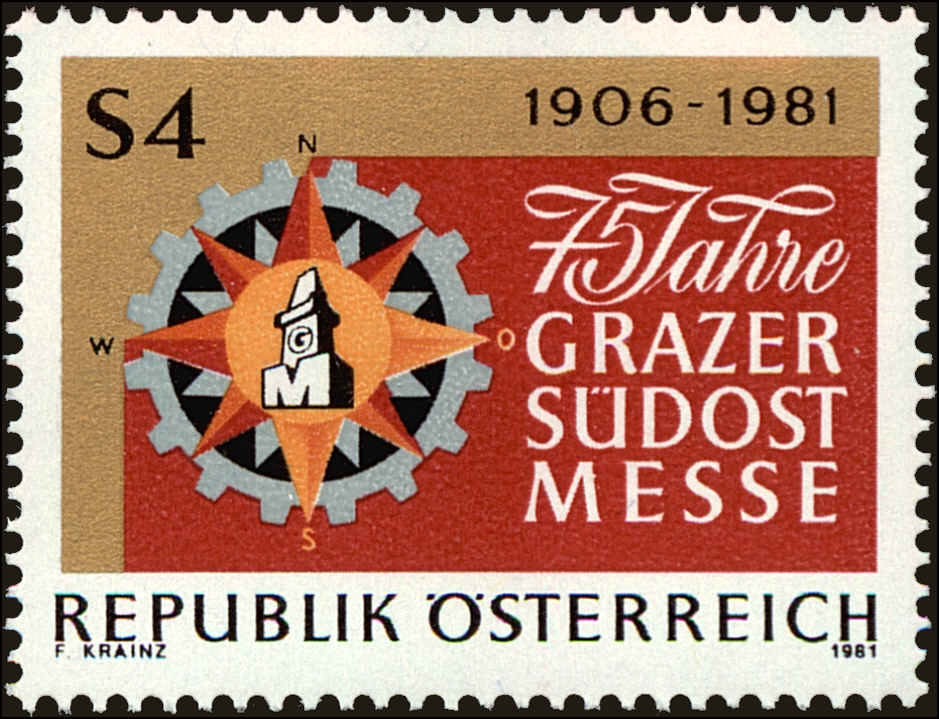 S4
1906 - 1981
N
W
O
S
G
M
75 Jahre
GRAZER
SÜDOST
MESSE
REPUBLIK ÖSTERREICH
F. KRAINZ
1981